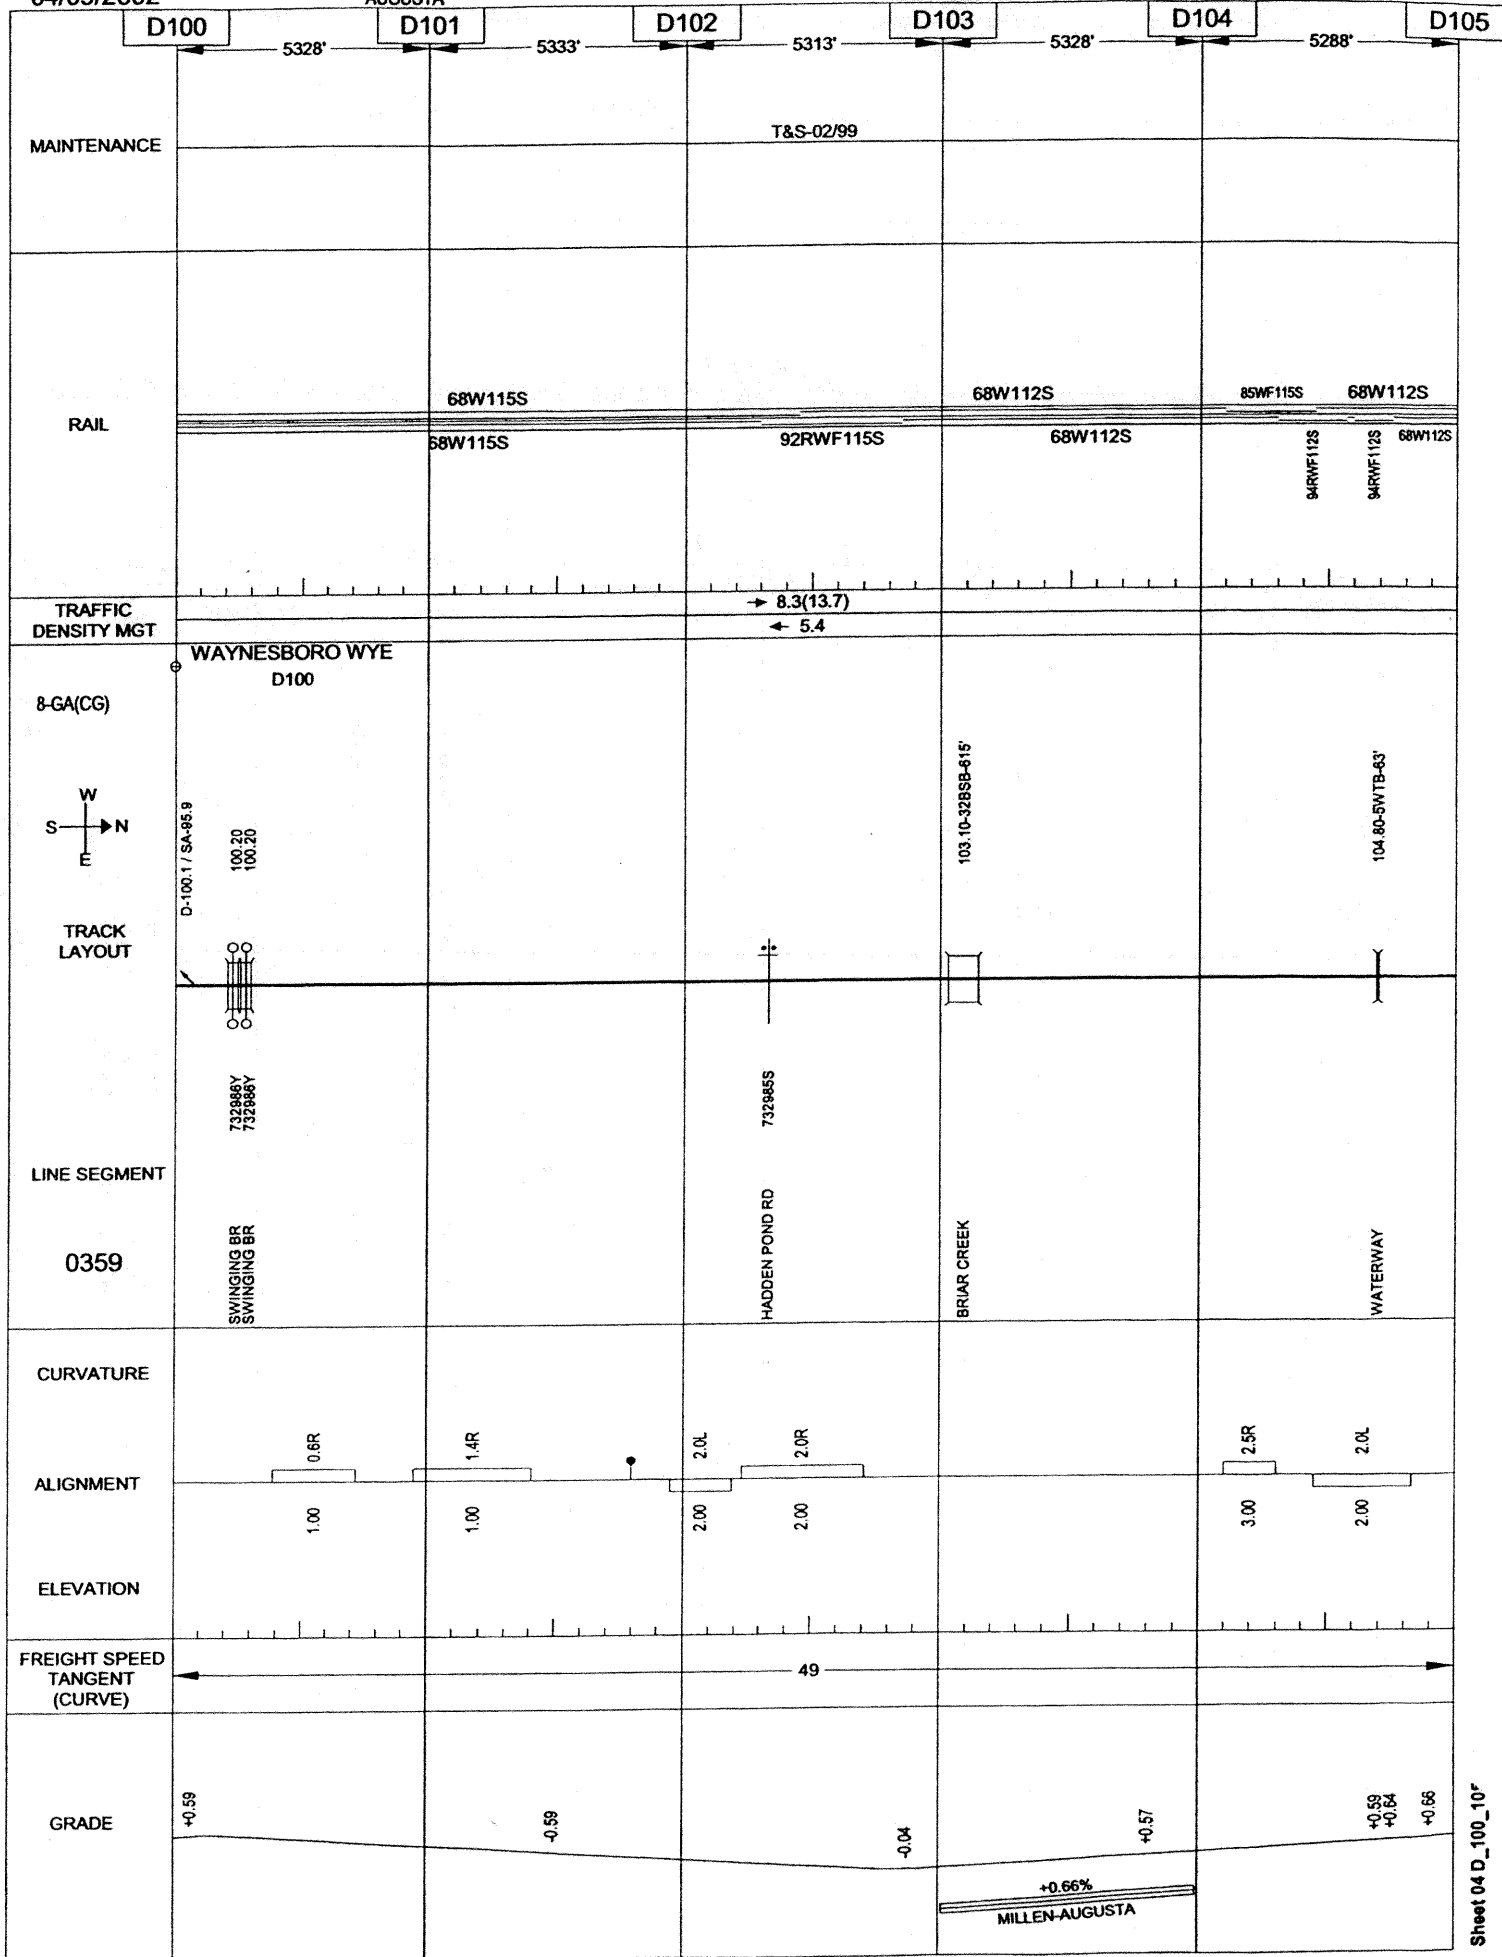 D100 D101 D102 D103 D104 D105
5328' 5333' 5313' 5328' 5288'
MAINTENANCE
T&S-02/99
RAIL
68W115S 68W112S 85WF115S 68W112S
68W115S 92RWF115S 68W112S 94RWF112S 94RWF112S 68W112S
TRAFFIC
DENSITY MGT
→ 8.3(13.7)
← 5.4
WAYNESBORO WYE
D100
8-GA(CG)
W
S N
E
D-100.1 / SA-95.9
100.20
100.20
103.10-32BSB-615'
104.80-5WTB-63'
TRACK
LAYOUT
732986Y
732986Y
732985S
LINE SEGMENT
0359
SWINGING BR
SWINGING BR
HADDEN POND RD
BRIAR CREEK
WATERWAY
CURVATURE
0.6R 1.4R 2.0L 2.0R 2.5R 2.0L
ALIGNMENT
1.00 1.00 2.00 2.00 3.00 2.00
ELEVATION
FREIGHT SPEED
TANGENT
(CURVE)
49
GRADE
+0.59 -0.59 -0.04 +0.57 +0.59 +0.64 +0.66
+0.66%
MILLEN-AUGUSTA
Sheet 04 D_100_10